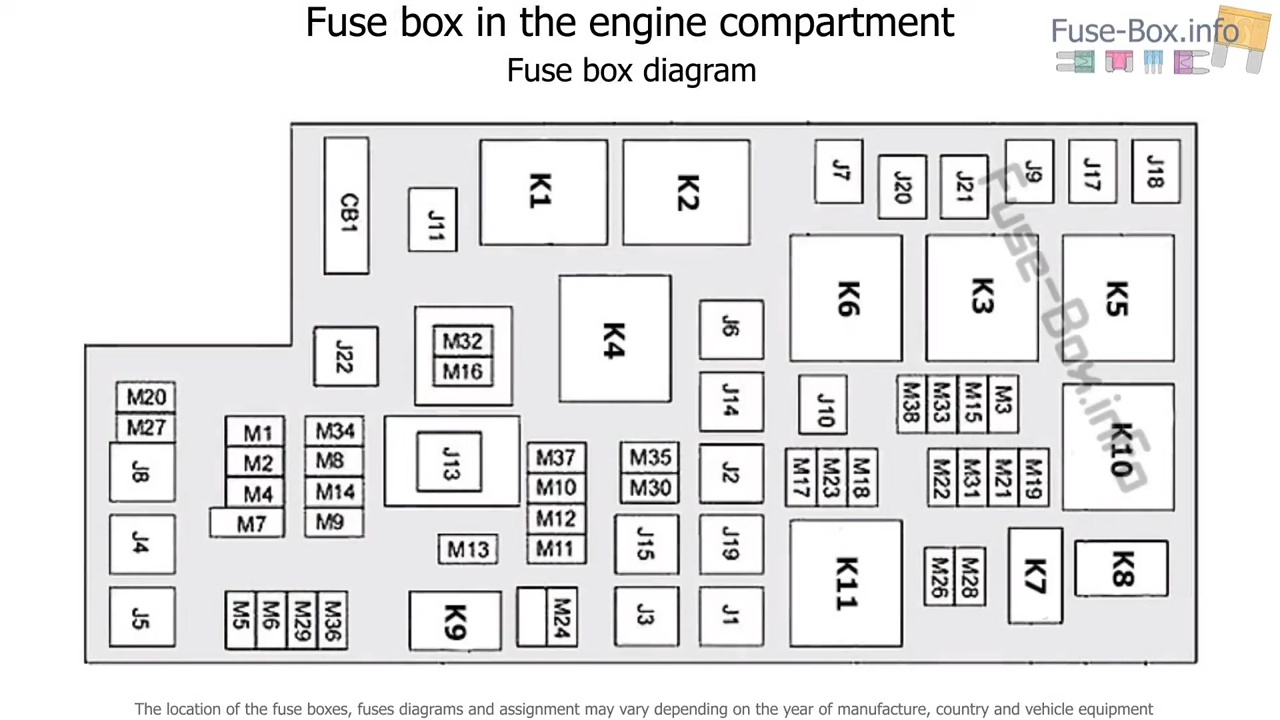 Fuse box in the engine compartment
Fuse box diagram
Fuse-Box.info
CB1
J11
K1
K2
J7
J20
J21
J9
J17
J18
K6
K3
K5
Fuse-Box.info
J22
M32
M16
K4
J6
J14
J10
M38
M33
M15
M3
K10
M20
M27
J8
J4
J5
M1
M2
M4
M7
M34
M8
M14
M9
J13
M37
M10
M12
M11
M13
M35
M30
J2
J15
J19
M17
M23
M18
M22
M31
M21
M19
M5
M6
M29
M36
K9
M24
J3
J1
K11
M26
M28
K7
K8
The location of the fuse boxes, fuses diagrams and assignment may vary depending on the year of manufacture, country and vehicle equipment